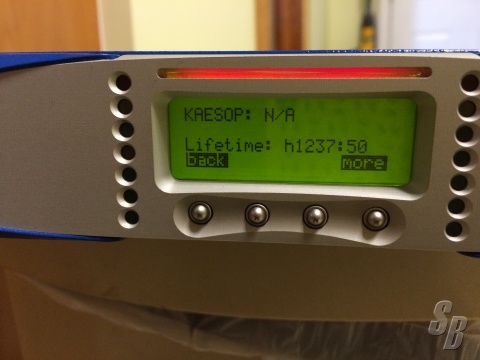 KAESOP: N/A
Lifetime: h1237:50
back more
SB